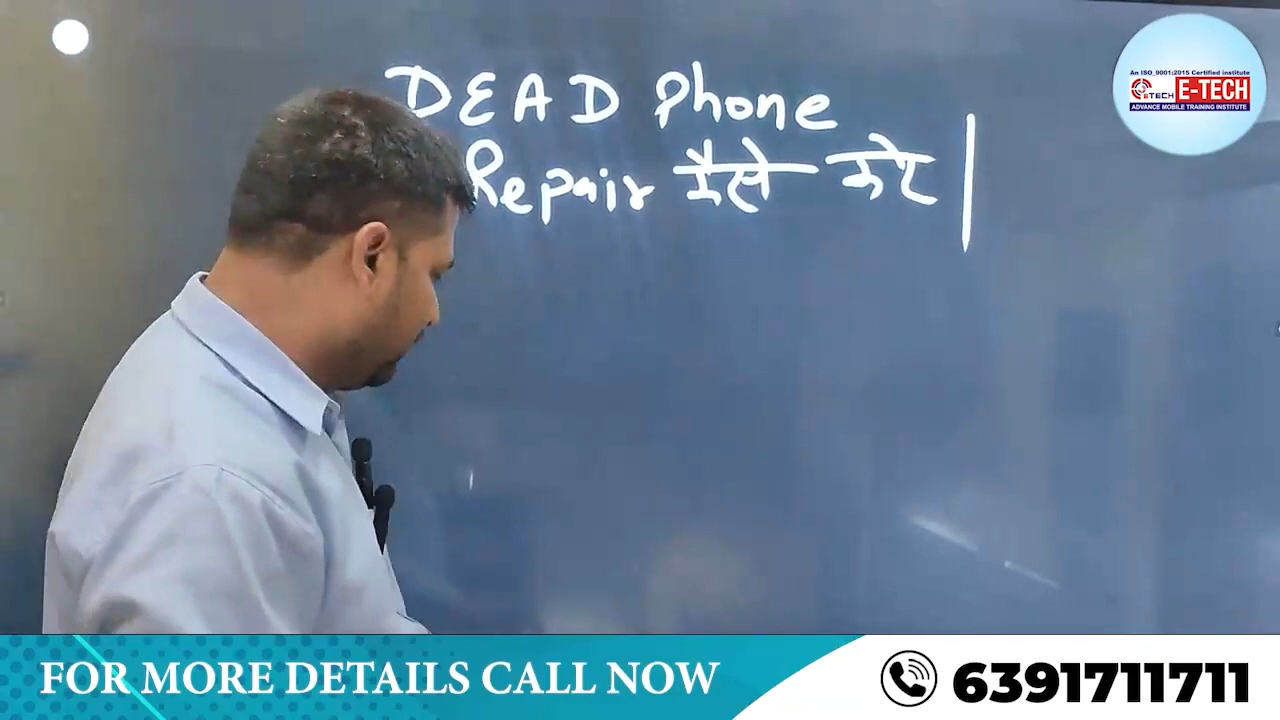 DEAD Phone
Repair कैसे करे |
An ISO 9001:2015 Certified institute
ETECH E-TECH
ADVANCE MOBILE TRAINING INSTITUTE
FOR MORE DETAILS CALL NOW
6391711711